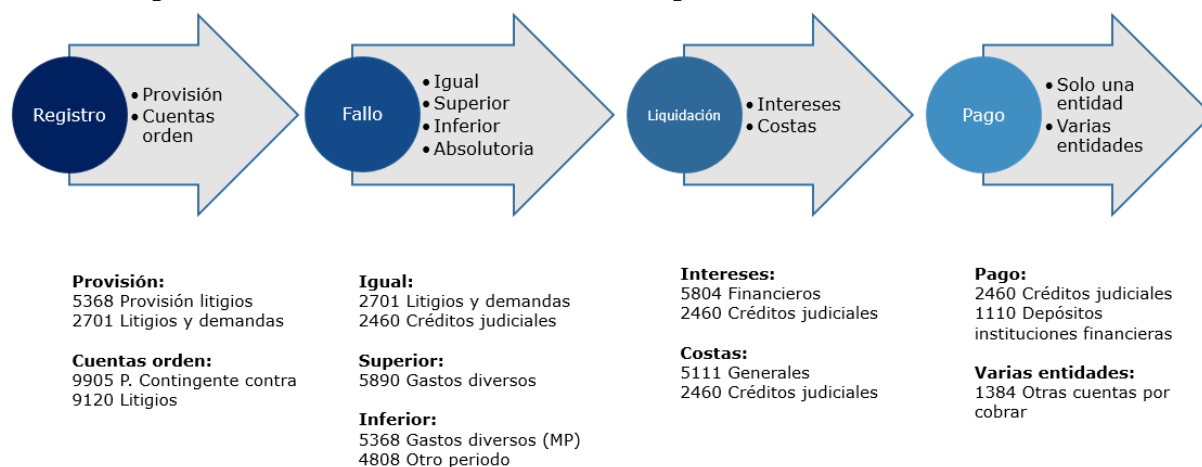 Registro
• Provisión
• Cuentas
orden
Fallo
• Igual
• Superior
• Inferior
• Absolutoria
Liquidación
• Intereses
• Costas
Pago
• Solo una
entidad
• Varias
entidades
Provisión:
5368 Provisión litigios
2701 Litigios y demandas
Cuentas orden:
9905 P. Contingente contra
9120 Litigios
Igual:
2701 Litigios y demandas
2460 Créditos judiciales
Superior:
5890 Gastos diversos
Inferior:
5368 Gastos diversos (MP)
4808 Otro periodo
Intereses:
5804 Financieros
2460 Créditos judiciales
Costas:
5111 Generales
2460 Créditos judiciales
Pago:
2460 Créditos judiciales
1110 Depósitos
instituciones financieras
Varias entidades:
1384 Otras cuentas por
cobrar